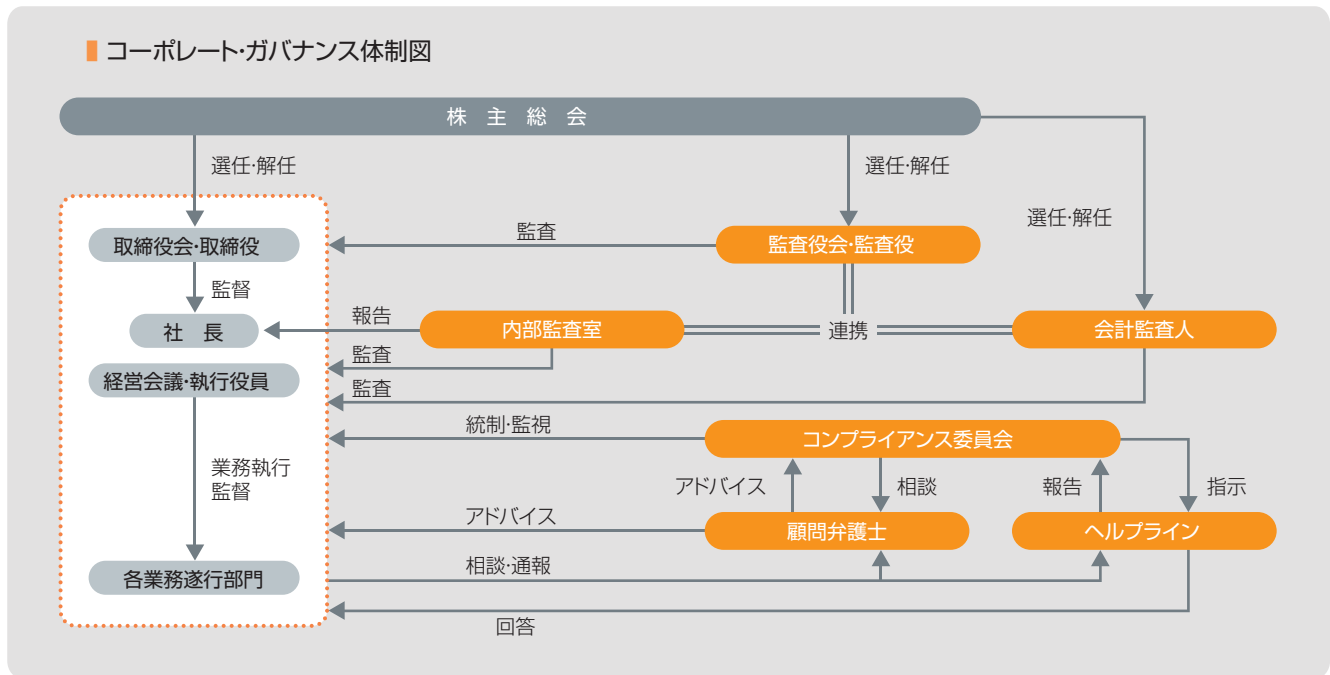 コーポレート・ガバナンス体制図
株 主 総 会
選任・解任
選任・解任
選任・解任
取締役会・取締役
監査
監査役会・監査役
監督
社 長
報告
内部監査室
連携
会計監査人
監査
経営会議・執行役員
監査
統制・監視
コンプライアンス委員会
業務執行
監督
アドバイス
相談
報告
指示
アドバイス
顧問弁護士
ヘルプライン
相談・通報
各業務遂行部門
回答